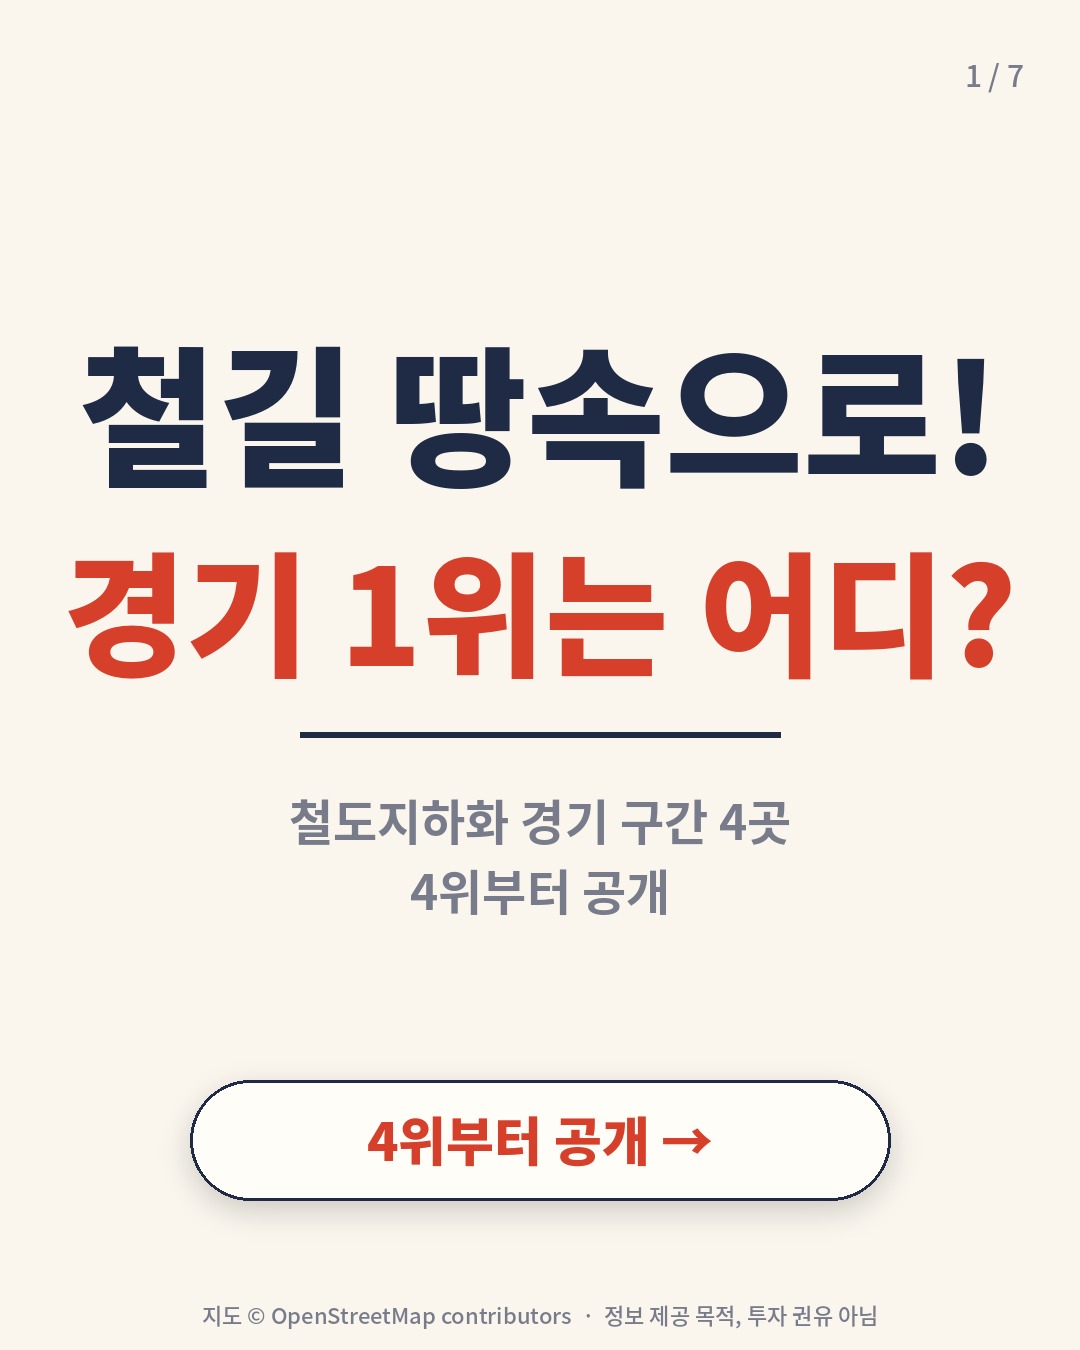 1 / 7
철길 땅속으로!
경기 1위는 어디?
철도지하화 경기 구간 4곳
4위부터 공개
4위부터 공개 →
지도 © OpenStreetMap contributors · 정보 제공 목적, 투자 권유 아님